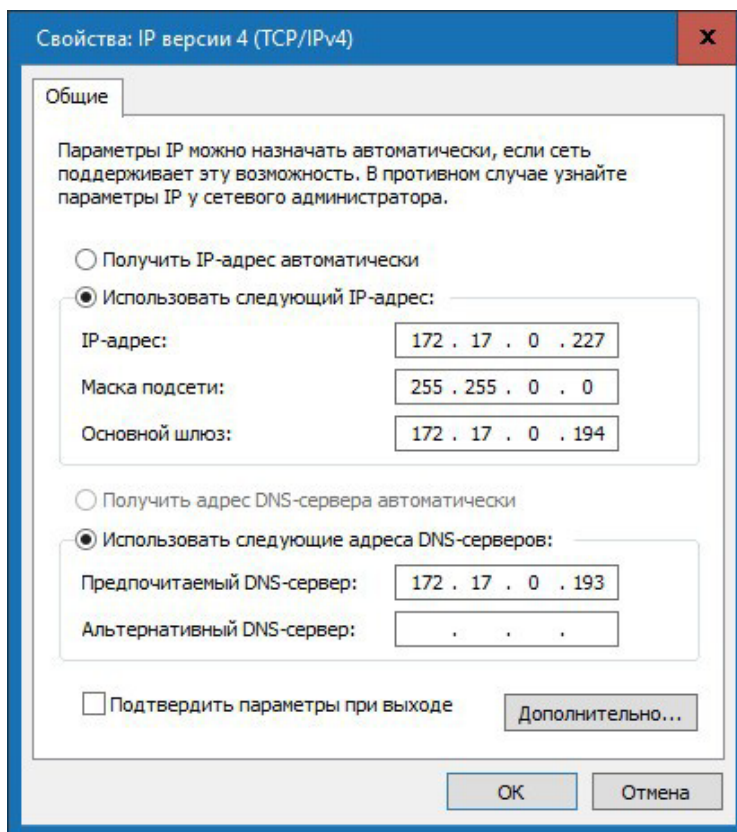 Свойства: IP версии 4 (TCP/IPv4)
x
Общие
Параметры IP можно назначать автоматически, если сеть
поддерживает эту возможность. В противном случае узнайте
параметры IP у сетевого администратора.
Получить IP-адрес автоматически
Использовать следующий IP-адрес:
IP-адрес: 172 . 17 . 0 . 227
Маска подсети: 255 . 255 . 0 . 0
Основной шлюз: 172 . 17 . 0 . 194
Получить адрес DNS-сервера автоматически
Использовать следующие адреса DNS-серверов:
Предпочитаемый DNS-сервер: 172 . 17 . 0 . 193
Альтернативный DNS-сервер: . . .
Подтвердить параметры при выходе
Дополнительно...
ОК Отмена